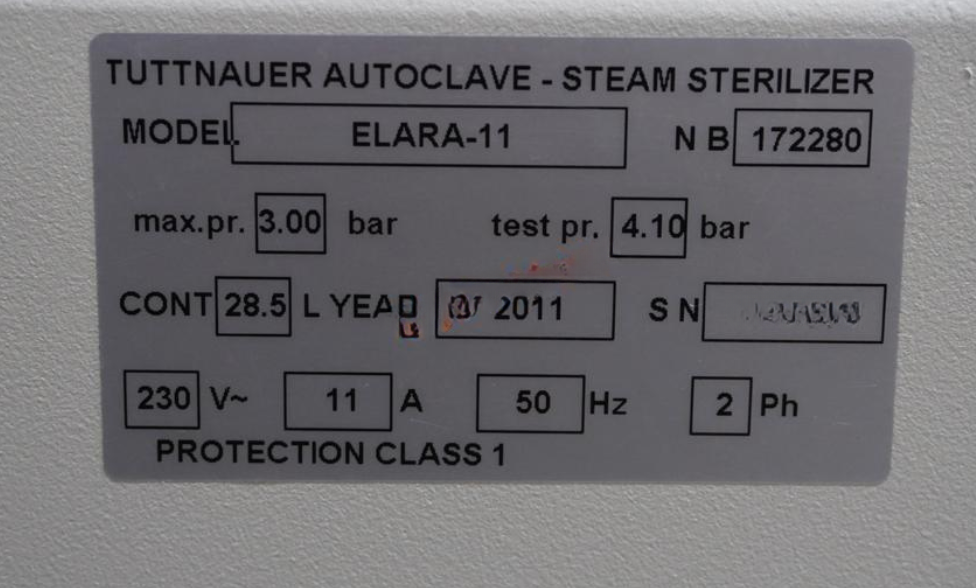 TUTTNAUER AUTOCLAVE - STEAM STERILIZER
MODEL ELARA-11 N B 172280
max.pr. 3.00 bar test pr. 4.10 bar
CONT 28.5 L 2011 S N
230 V~ 11 A 50 Hz 2 Ph
PROTECTION CLASS 1